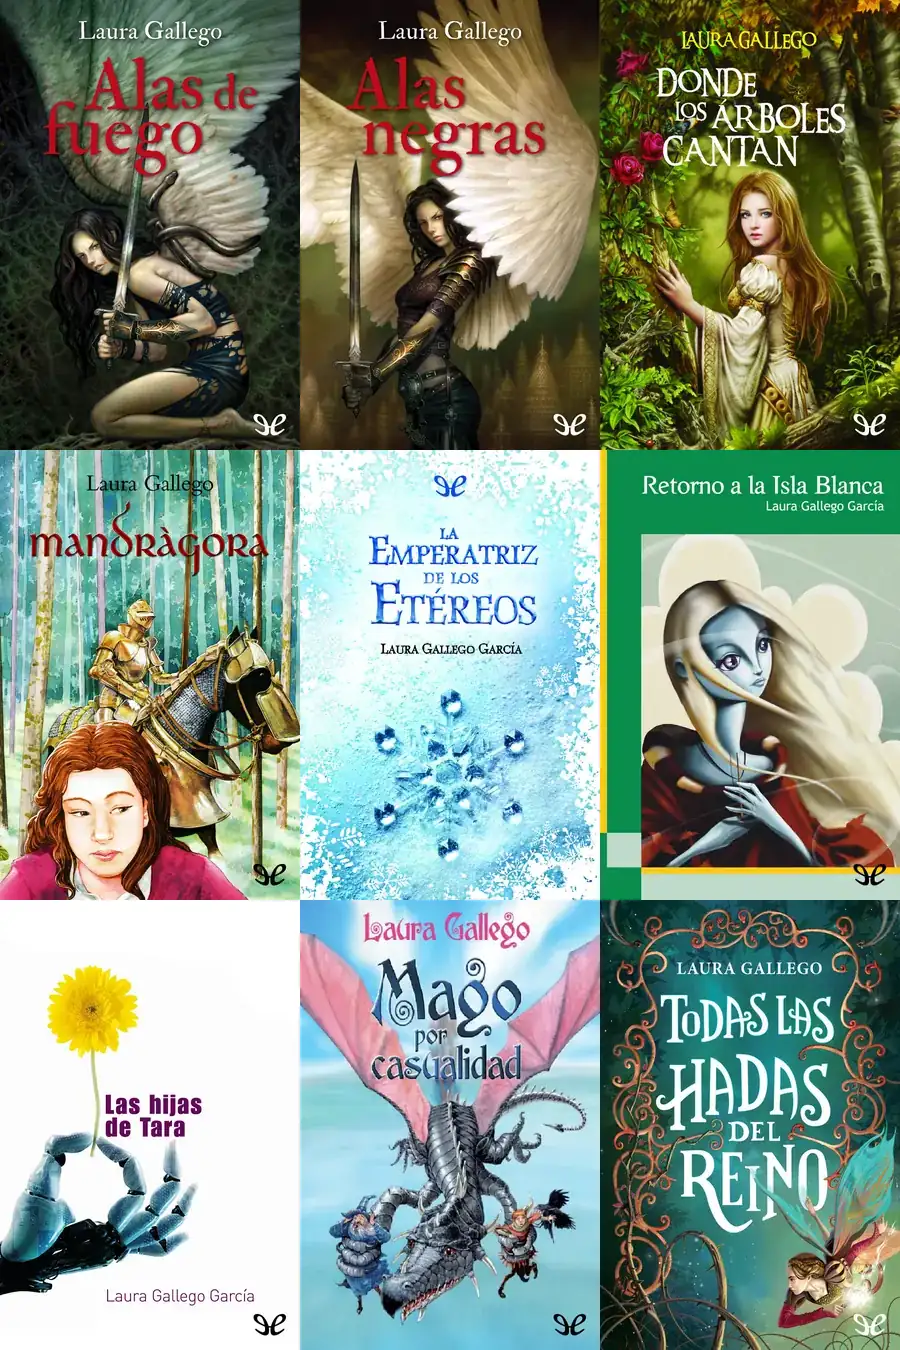 Laura Gallego
Alas de
fuego
Laura Gallego
Alas
negras
LAURA GALLEGO
DONDE
LOS ÁRBOLES
CANTAN
Laura Gallego
mandràgora
LA
EMPERATRIZ
DE LOS
ETÉREOS
LAURA GALLEGO GARCÍA
Retorno a la Isla Blanca
Laura Gallego García
Las hijas
de Tara
Laura Gallego García
Laura Gallego
Mago
por
casualidad
LAURA GALLEGO
TODAS LAS
HADAS
DEL
REINO